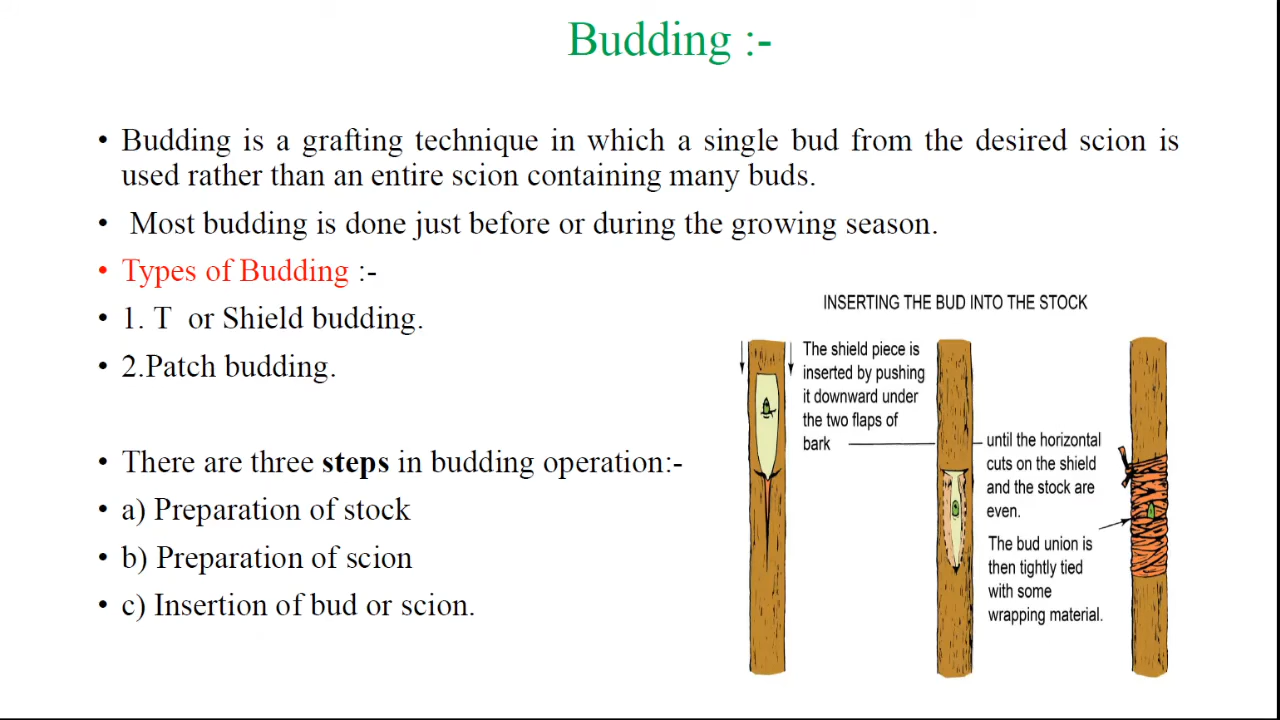 Budding :-
• Budding is a grafting technique in which a single bud from the desired scion is
used rather than an entire scion containing many buds.
• Most budding is done just before or during the growing season.
• Types of Budding :-
• 1. T or Shield budding.
• 2.Patch budding.
• There are three steps in budding operation:-
• a) Preparation of stock
• b) Preparation of scion
• c) Insertion of bud or scion.
INSERTING THE BUD INTO THE STOCK
The shield piece is
inserted by pushing
it downward under
the two flaps of
bark
until the horizontal
cuts on the shield
and the stock are
even.
The bud union is
then tightly tied
with some
wrapping material.